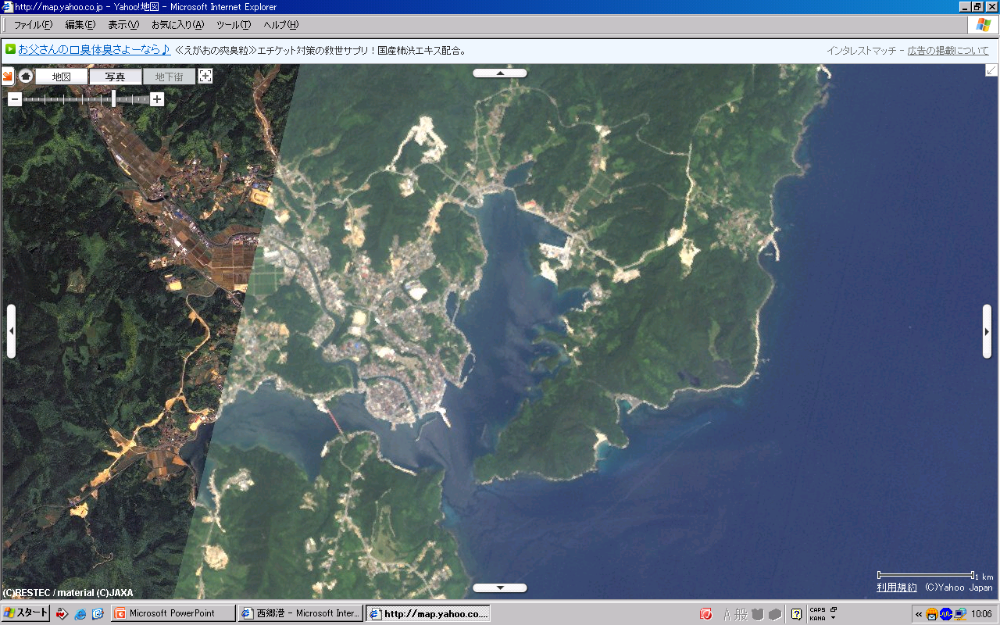 http://map.yahoo.co.jp - Yahoo!地図 - Microsoft Internet Explorer
ファイル(F) 編集(E) 表示(V) お気に入り(A) ツール(T) ヘルプ(H)
お父さんの口臭体臭さよーなら♪ ≪えがおの爽臭粒≫エチケット対策の救世サプリ!国産柿渋エキス配合。 インタレストマッチ - 広告の掲載について
地図 写真 地下街
1 km
利用規約 (C)Yahoo Japan
(C)RESTEC / material (C)JAXA
スタート Microsoft PowerPoint 西郷港 - Microsoft Inter... http://map.yahoo.co.... A 般 CAPS KANA « 10:06